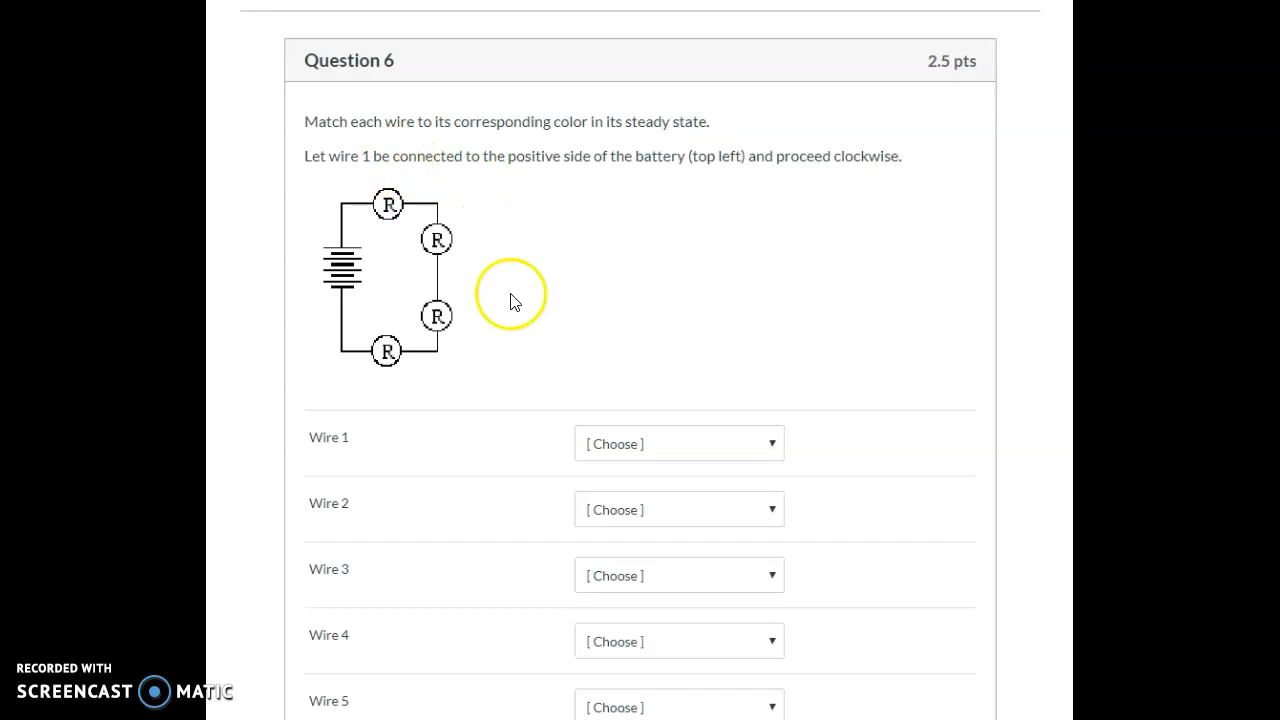 Question 6 2.5 pts
Match each wire to its corresponding color in its steady state.
Let wire 1 be connected to the positive side of the battery (top left) and proceed clockwise.
R
R
R
R
Wire 1 [ Choose ]
Wire 2 [ Choose ]
Wire 3 [ Choose ]
Wire 4 [ Choose ]
Wire 5 [ Choose ]
RECORDED WITH
SCREENCAST MATIC